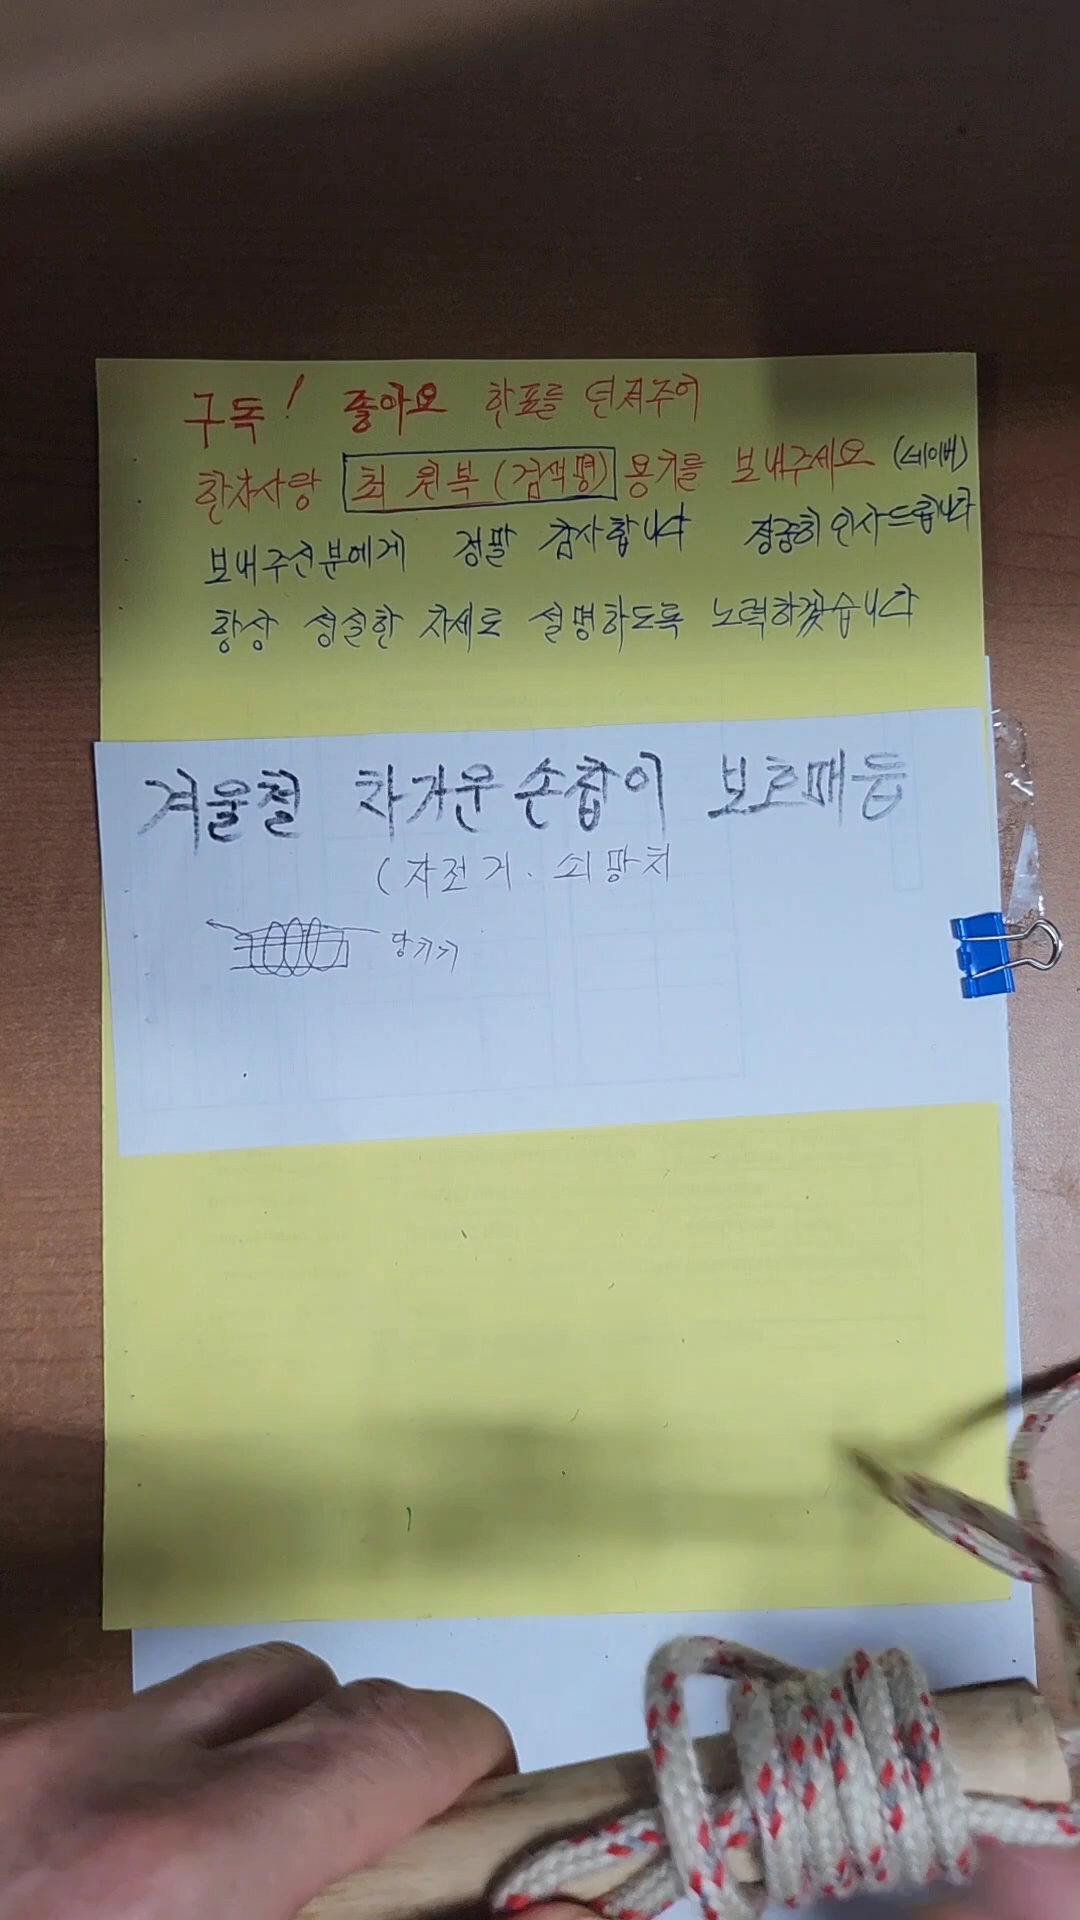 구독! 좋아요 한표를 던져주어
한자사랑 최원복(검색명) 용기를 보내주세요 (네이버)
보내주신분에게 정말 감사합니다 정중히 인사드립니다
항상 성실한 자세로 설명하도록 노력하겠습니다
겨울철 차가운 손잡이 보호매듭
(자전거. 쇠망치
당기기